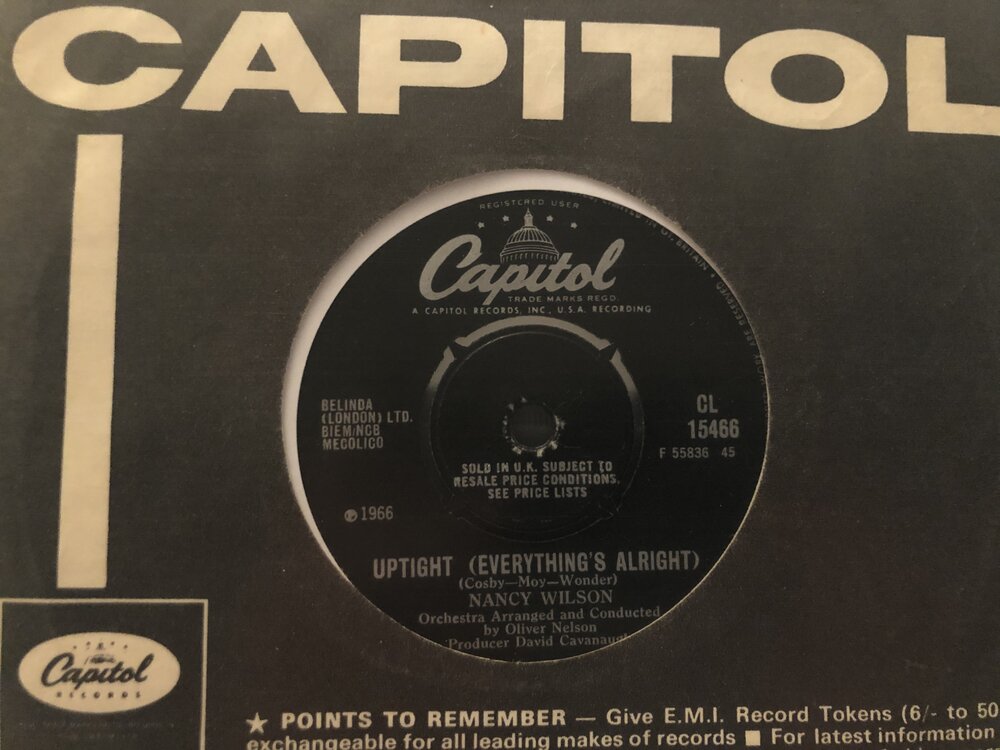 CAPITOL
REGISTERED USER
Capitol
TRADE MARKS REGD.
A CAPITOL RECORDS, INC., U.S.A. RECORDING
BELINDA
(LONDON) LTD.
BIEM/NCB
MECOLICO
CL
15466
F 55836 45
SOLD IN U.K. SUBJECT TO
RESALE PRICE CONDITIONS,
SEE PRICE LISTS
℗ 1966
UPTIGHT (EVERYTHING'S ALRIGHT)
(Cosby—Moy—Wonder)
NANCY WILSON
Orchestra Arranged and Conducted
by Oliver Nelson
Producer David Cavanaugh
Capitol
RECORDS
★ POINTS TO REMEMBER — Give E.M.I. Record Tokens (6/- to 50
exchangeable for all leading makes of records ■ For latest information